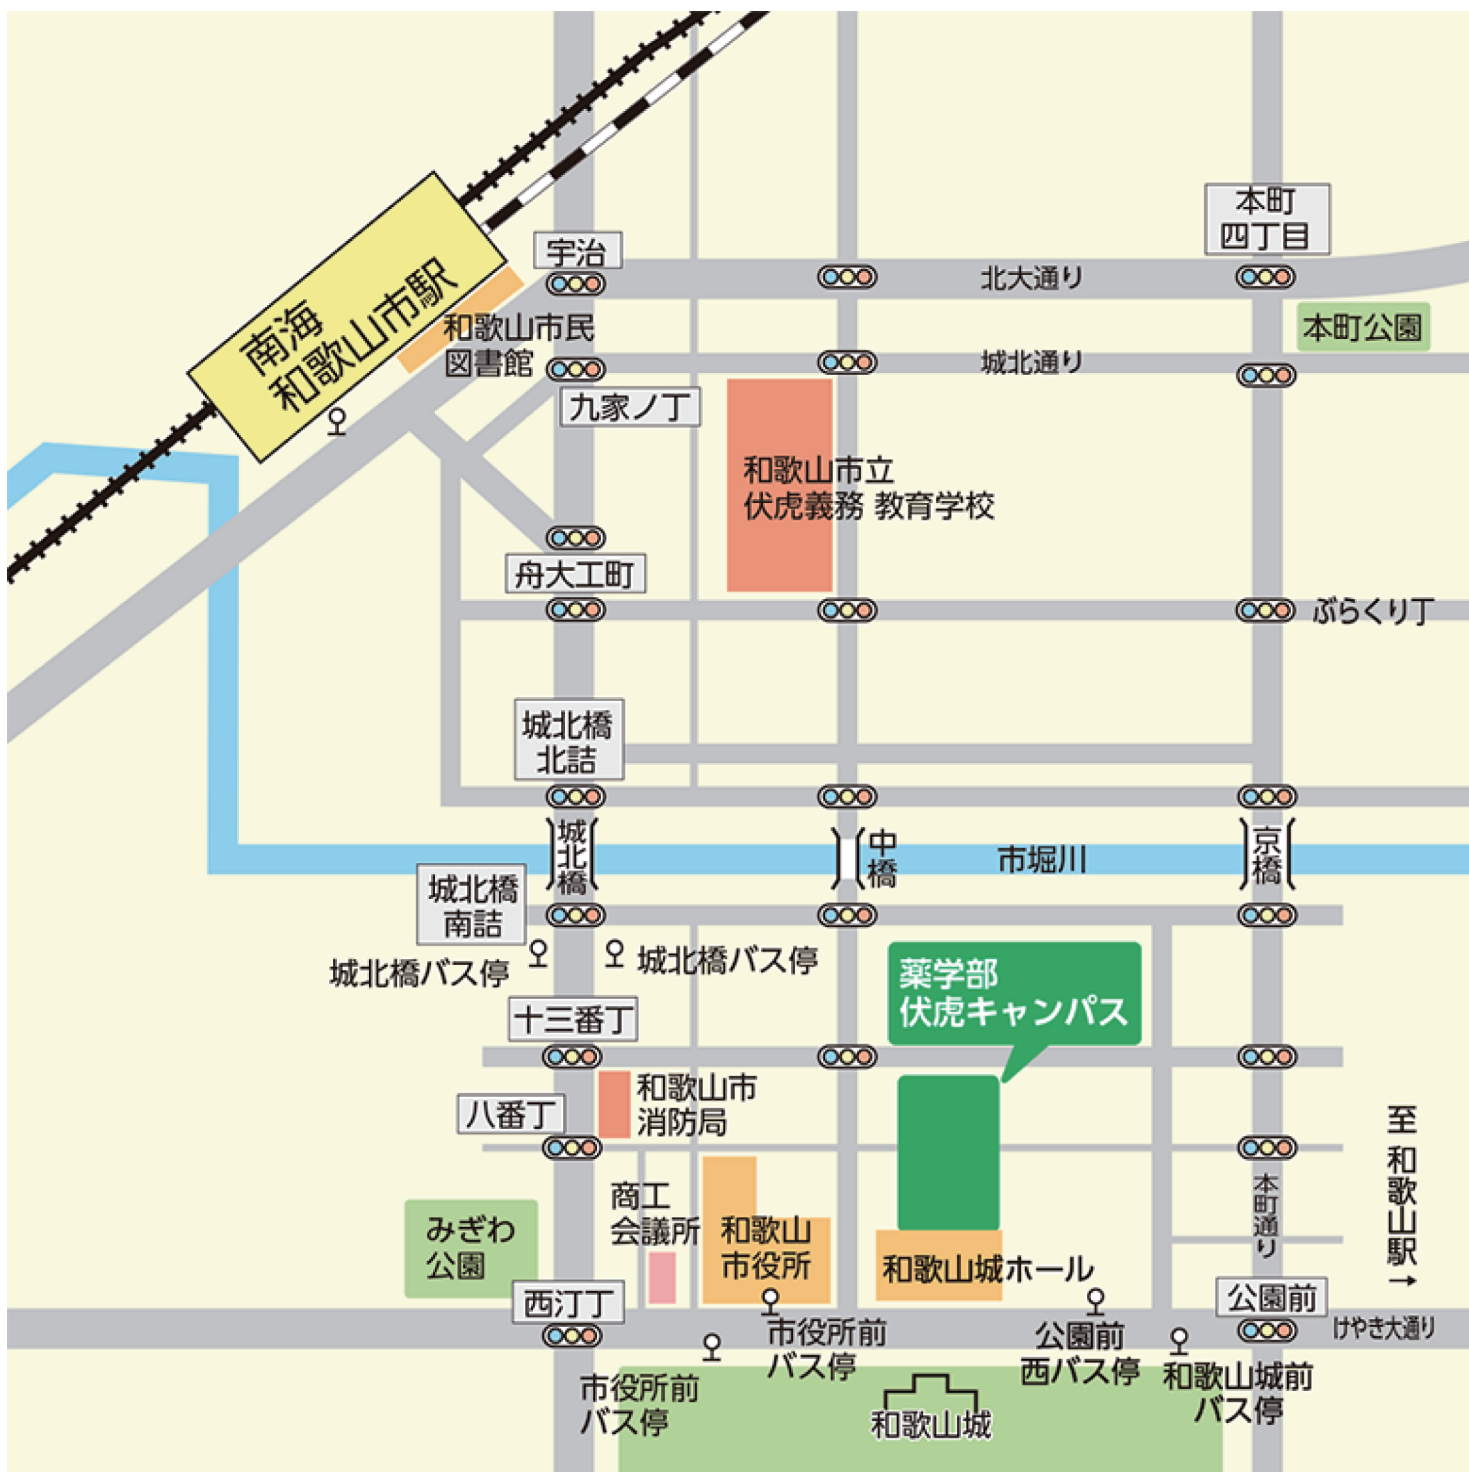 本町
四丁目
宇治
北大通り
南海
和歌山市駅
和歌山市民
図書館
本町公園
城北通り
九家ノ丁
和歌山市立
伏虎義務 教育学校
舟大工町
ぶらくり丁
城北橋
北詰
城北橋
中橋
市堀川
京橋
城北橋
南詰
城北橋バス停
城北橋バス停
薬学部
伏虎キャンパス
十三番丁
和歌山市
消防局
八番丁
至 和歌山駅→
本町通り
商工
会議所
みぎわ
公園
和歌山
市役所
和歌山城ホール
西汀丁
公園前
けやき大通り
市役所前
バス停
公園前
西バス停
和歌山城前
バス停
市役所前
バス停
和歌山城